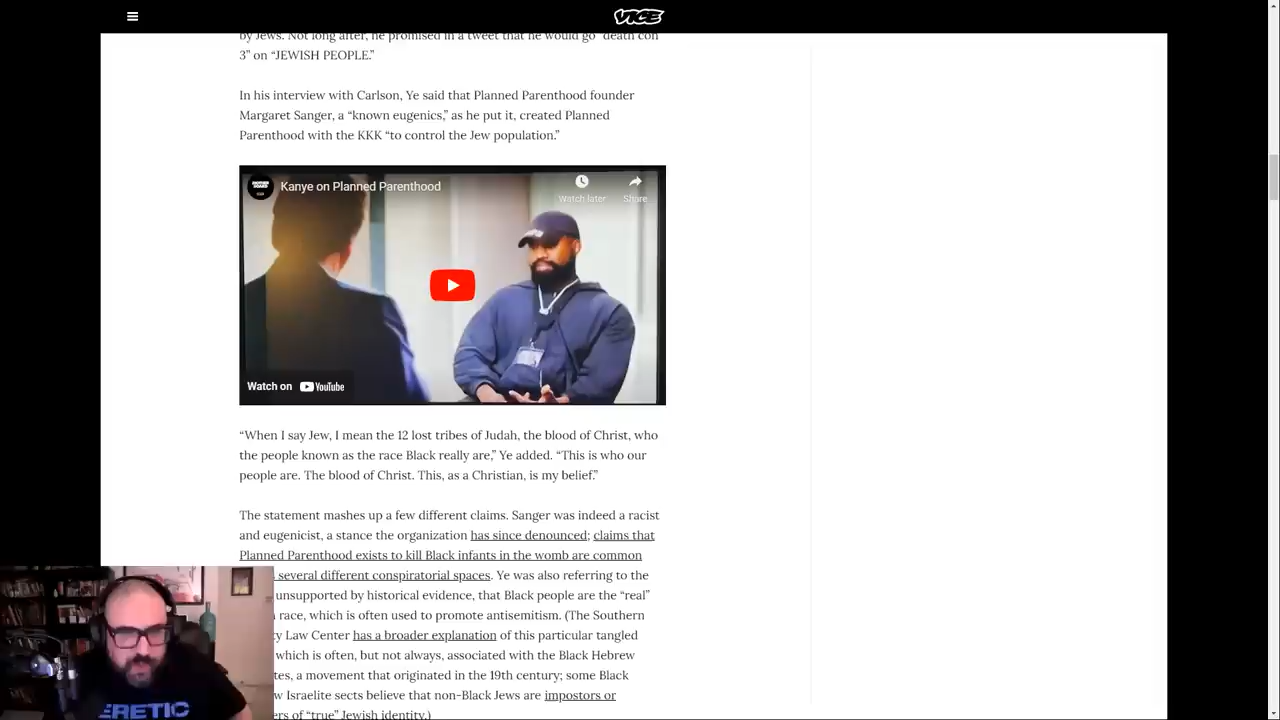 VICE
by Jews. Not long after, he promised in a tweet that he would go “death con
3” on “JEWISH PEOPLE.”
In his interview with Carlson, Ye said that Planned Parenthood founder
Margaret Sanger, a “known eugenics,” as he put it, created Planned
Parenthood with the KKK “to control the Jew population.”
Kanye on Planned Parenthood
Watch later
Share
Watch on YouTube
“When I say Jew, I mean the 12 lost tribes of Judah, the blood of Christ, who
the people known as the race Black really are,” Ye added. “This is who our
people are. The blood of Christ. This, as a Christian, is my belief.”
The statement mashes up a few different claims. Sanger was indeed a racist
and eugenicist, a stance the organization has since denounced; claims that
Planned Parenthood exists to kill Black infants in the womb are common
several different conspiratorial spaces. Ye was also referring to the
unsupported by historical evidence, that Black people are the “real”
race, which is often used to promote antisemitism. (The Southern
Law Center has a broader explanation of this particular tangled
which is often, but not always, associated with the Black Hebrew
a movement that originated in the 19th century; some Black
Israelite sects believe that non-Black Jews are impostors or
of “true” Jewish identity.)
ERETIC